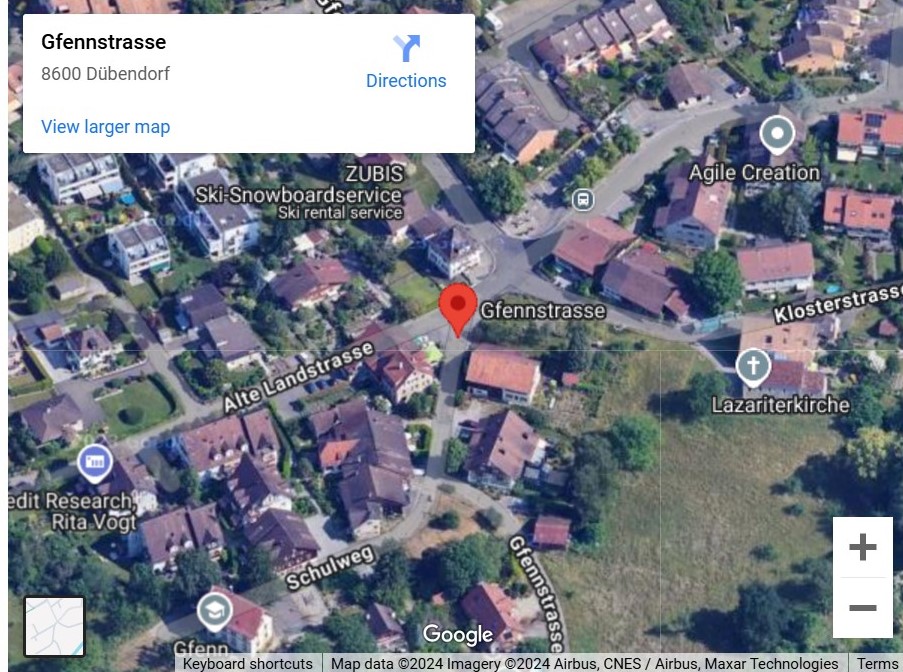 Gfennstrasse
8600 Dübendorf
Directions
View larger map
ZUBIS
Ski-Snowboardservice
Ski rental service
Agile Creation
Gfennstrasse
Klosterstrasse
Alte Landstrasse
Lazariterkirche
edit Research,
Rita Vogt
Schulweg
Gfennstrasse
Gfenn
Google
Keyboard shortcuts
Map data ©2024 Imagery ©2024 Airbus, CNES / Airbus, Maxar Technologies
Terms